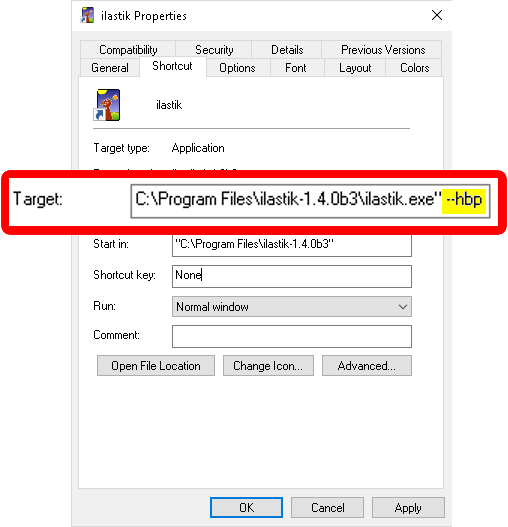 ilastik Properties
Compatibility Security Details Previous Versions
General Shortcut Options Font Layout Colors
ilastik
Target type: Application
Target: C:\Program Files\ilastik-1.4.0b3\ilastik.exe" --hbp
Start in: "C:\Program Files\ilastik-1.4.0b3"
Shortcut key: None
Run: Normal window
Comment:
Open File Location Change Icon... Advanced...
OK Cancel Apply